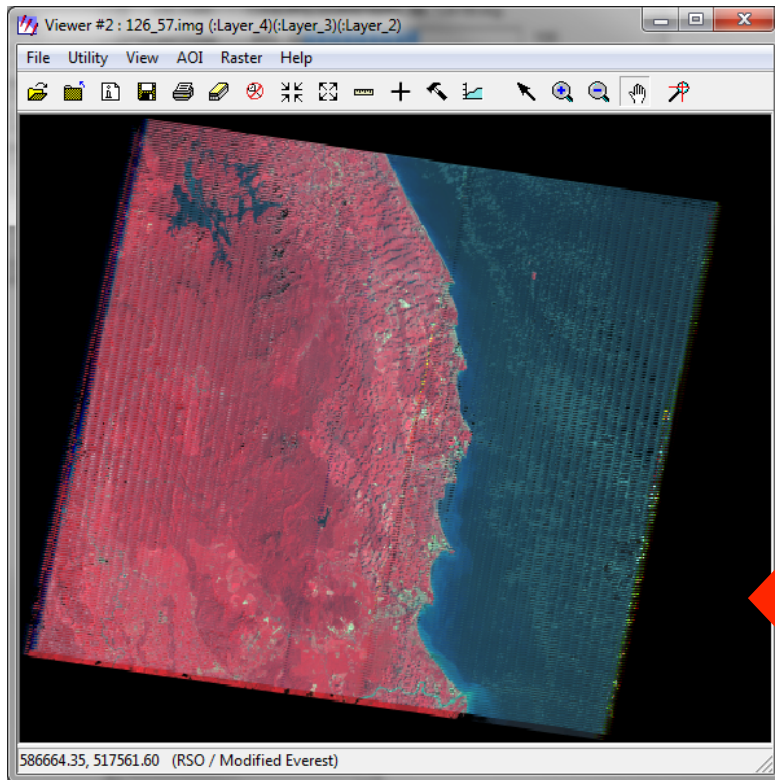 Viewer #2 : 126_57.img (:Layer_4)(:Layer_3)(:Layer_2)
File Utility View AOI Raster Help
586664.35, 517561.60 (RSO / Modified Everest)